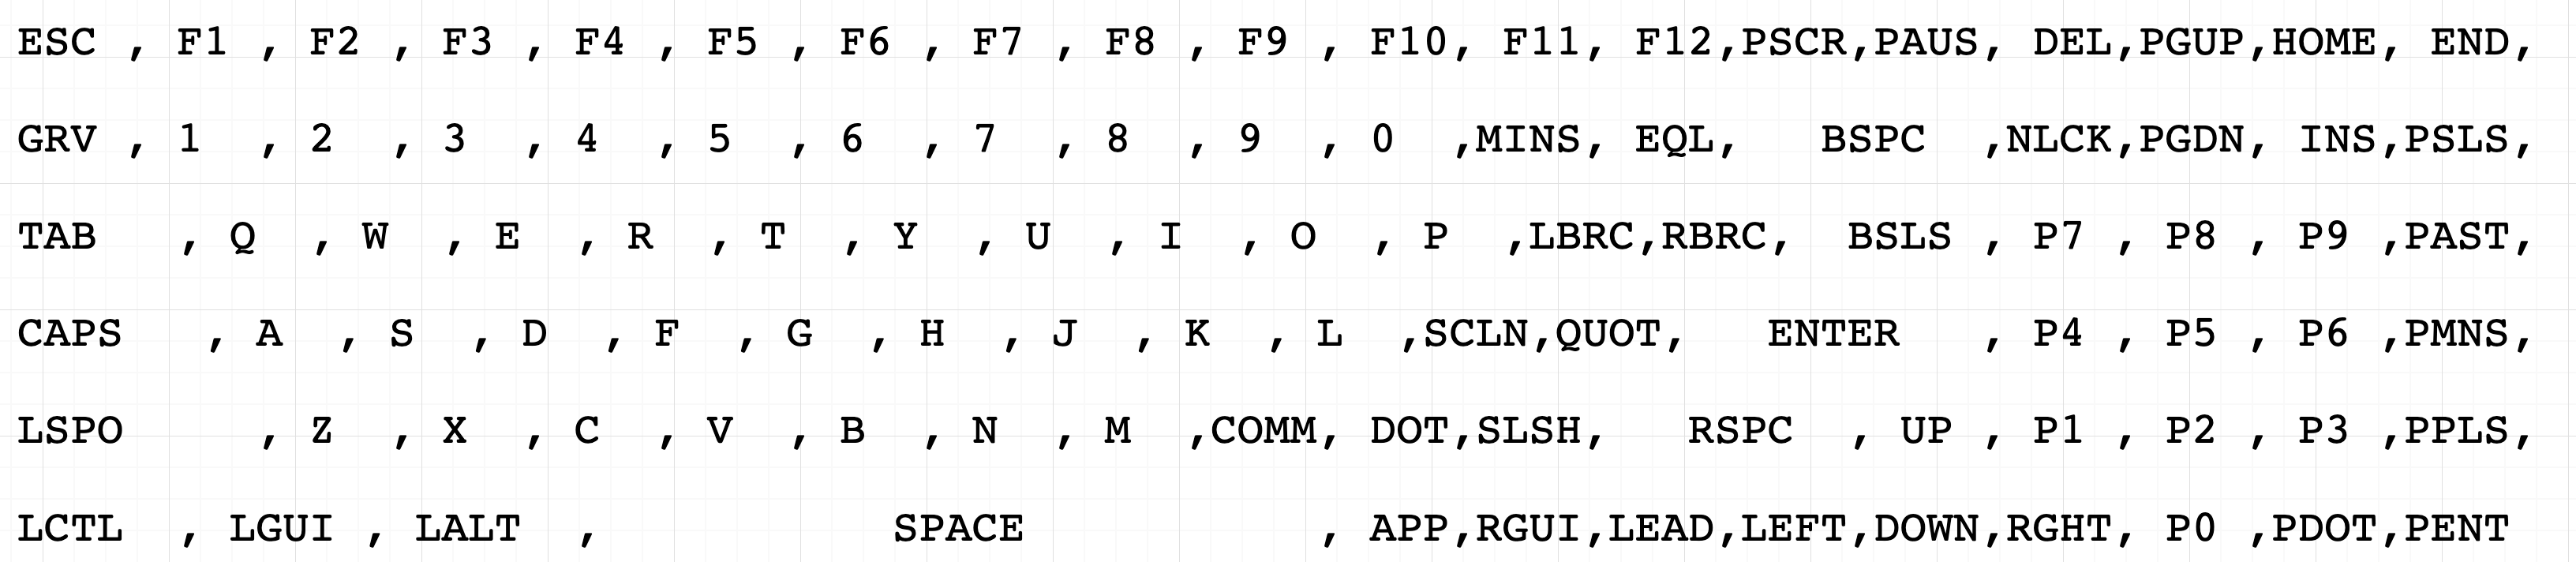 ESC , F1 , F2 , F3 , F4 , F5 , F6 , F7 , F8 , F9 , F10, F11, F12,PSCR,PAUS, DEL,PGUP,HOME, END,
GRV , 1 , 2 , 3 , 4 , 5 , 6 , 7 , 8 , 9 , 0 ,MINS, EQL, BSPC ,NLCK,PGDN, INS,PSLS,
TAB , Q , W , E , R , T , Y , U , I , O , P ,LBRC,RBRC, BSLS , P7 , P8 , P9 ,PAST,
CAPS , A , S , D , F , G , H , J , K , L ,SCLN,QUOT, ENTER , P4 , P5 , P6 ,PMNS,
LSPO , Z , X , C , V , B , N , M ,COMM, DOT,SLSH, RSPC , UP , P1 , P2 , P3 ,PPLS,
LCTL , LGUI , LALT , SPACE , APP,RGUI,LEAD,LEFT,DOWN,RGHT, P0 ,PDOT,PENT